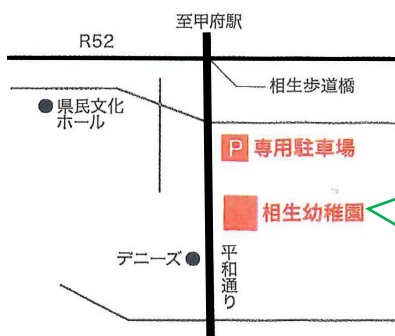 至甲府駅
R52
相生歩道橋
県民文化
ホール
P 専用駐車場
相生幼稚園
デニーズ
平和通り